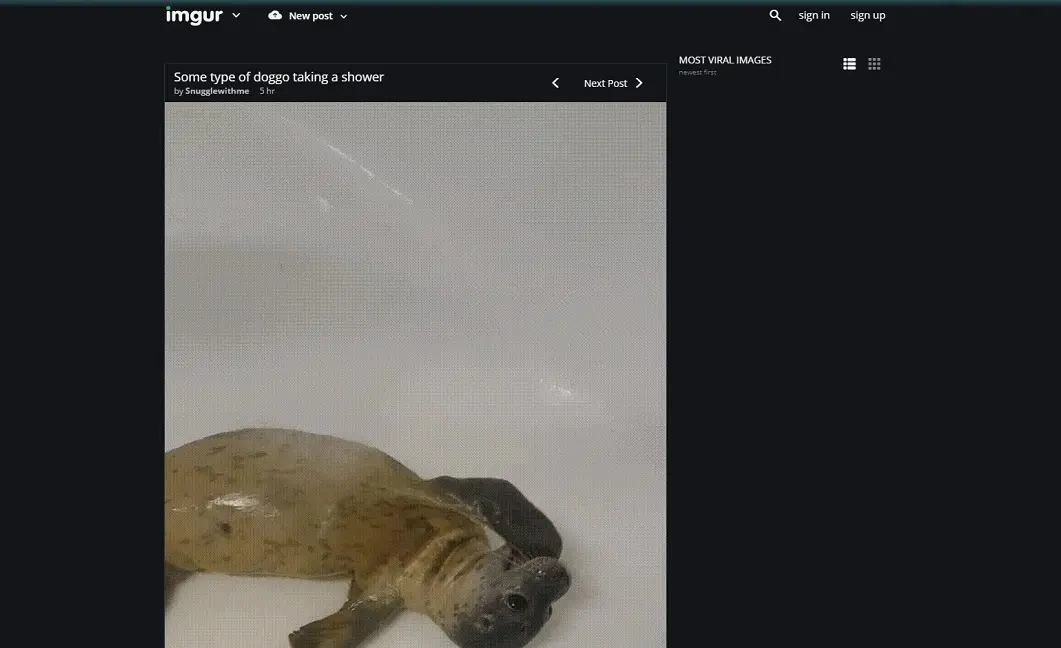 imgur New post sign in sign up
Some type of doggo taking a shower
by Snugglewithme 5 hr
Next Post
MOST VIRAL IMAGES
newest first